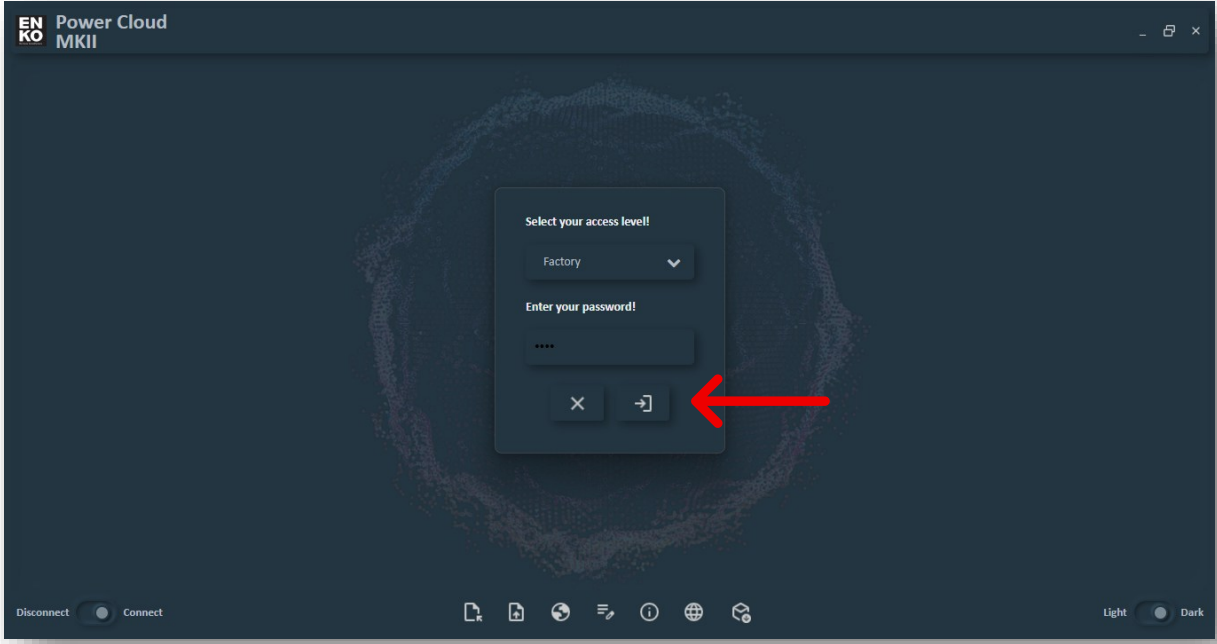 EN
KO
Power Cloud
MKII
Select your access level!
Factory
Enter your password!
••••
Disconnect
Connect
Light
Dark